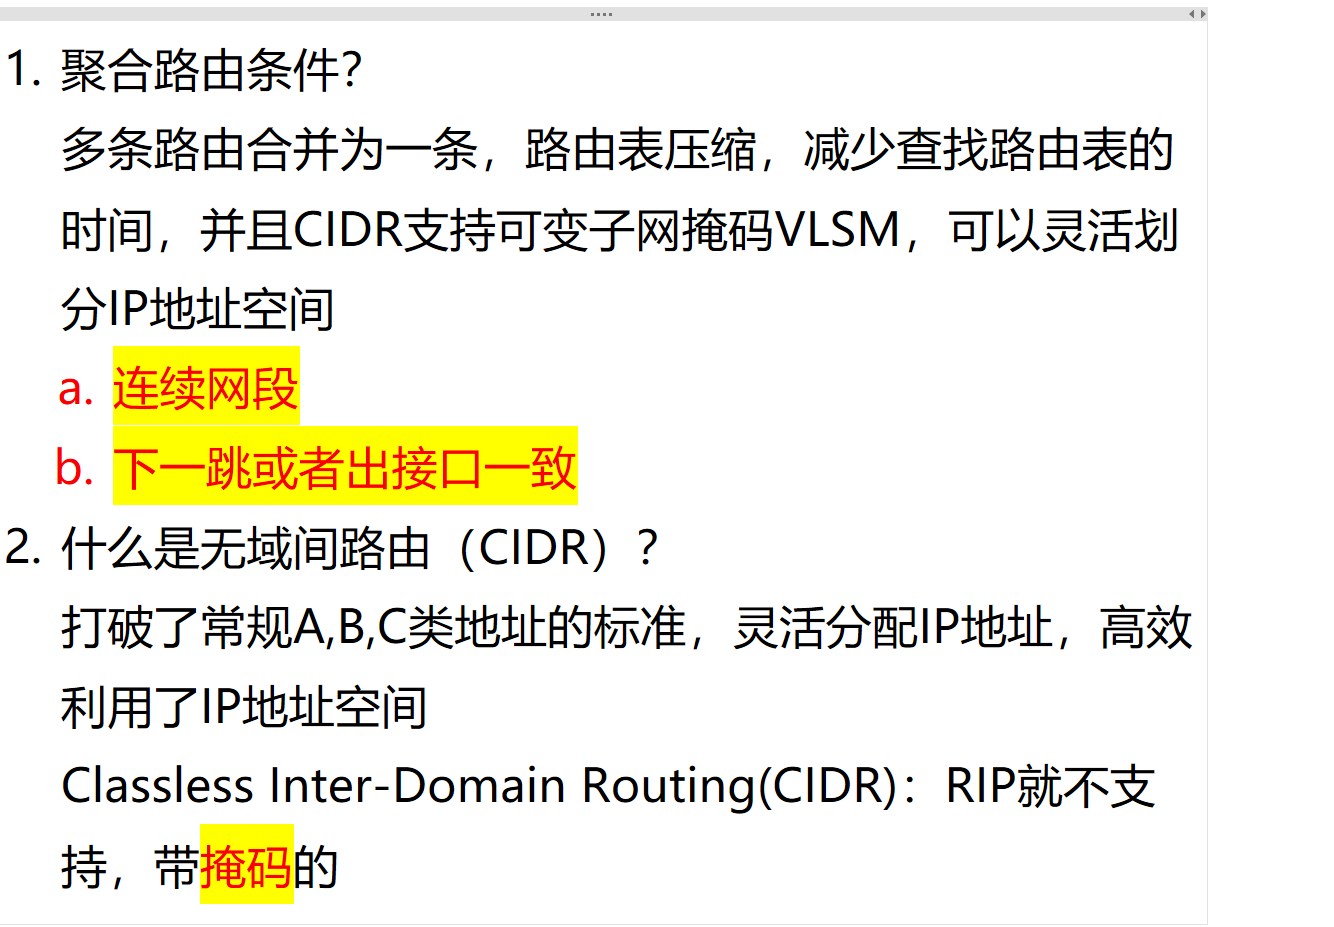 1. 聚合路由条件？
多条路由合并为一条，路由表压缩，减少查找路由表的
时间，并且CIDR支持可变子网掩码VLSM，可以灵活划
分IP地址空间
a. 连续网段
b. 下一跳或者出接口一致
2. 什么是无域间路由（CIDR）？
打破了常规A,B,C类地址的标准，灵活分配IP地址，高效
利用了IP地址空间
Classless Inter-Domain Routing(CIDR)：RIP就不支
持，带掩码的